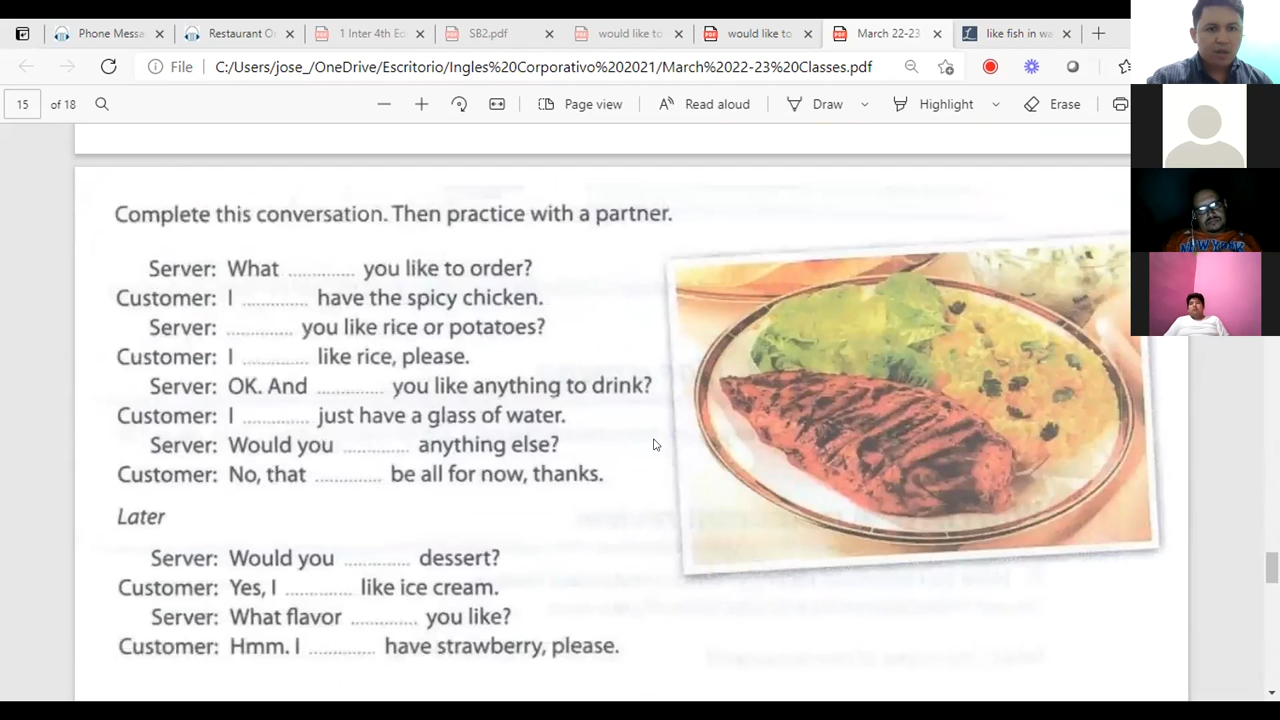 Phone Messa
Restaurant O
1 Inter 4th Ed
SB2.pdf
would like to
would like to
March 22-23
like fish in wa
File
C:/Users/jose_/OneDrive/Escritorio/Ingles%20Corporativo%202021/March%2022-23%20Classes.pdf
15 of 18
Page view
Read aloud
Draw
Highlight
Erase
Complete this conversation. Then practice with a partner.
Server: What ............. you like to order?
Customer: I ............. have the spicy chicken.
Server: ............. you like rice or potatoes?
Customer: I ............. like rice, please.
Server: OK. And ............. you like anything to drink?
Customer: I ............. just have a glass of water.
Server: Would you ............. anything else?
Customer: No, that ............. be all for now, thanks.
Later
Server: Would you ............. dessert?
Customer: Yes, I ............. like ice cream.
Server: What flavor ............. you like?
Customer: Hmm. I ............. have strawberry, please.
NEW YORK